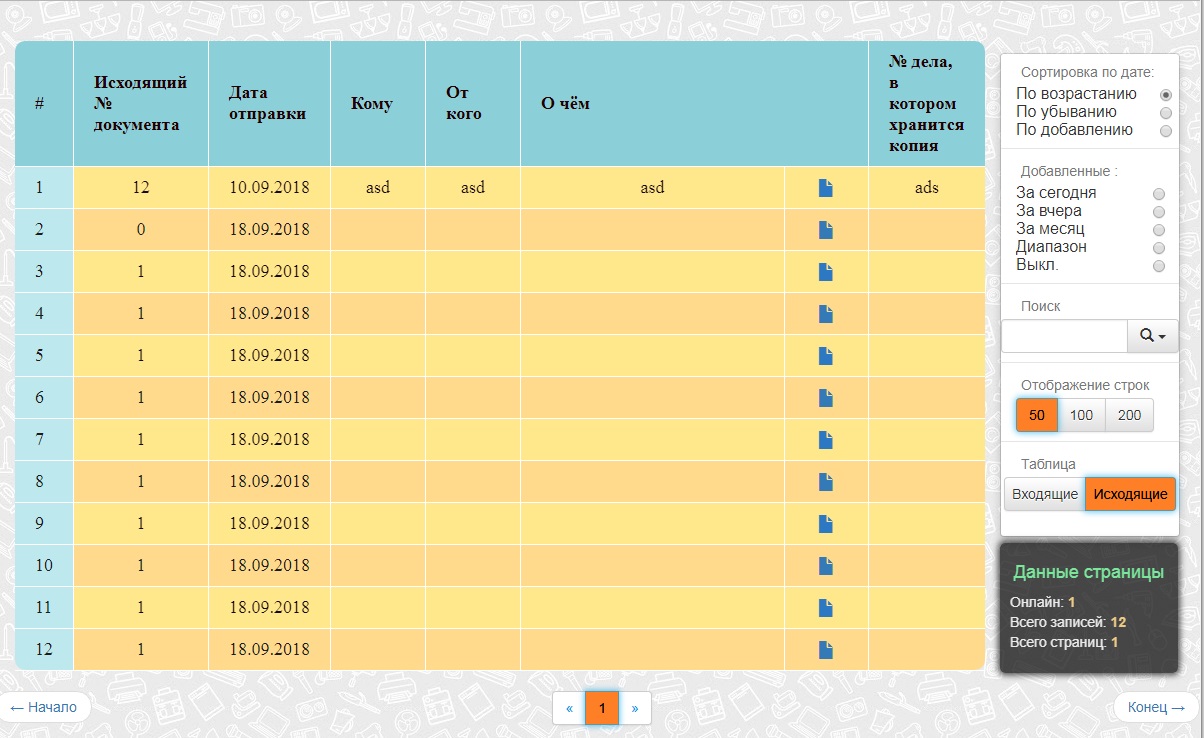 #
Исходящий
№
документа
Дата
отправки
Кому
От
кого
О чём
№ дела,
в
котором
хранится
копия
1 12 10.09.2018 asd asd asd ads
2 0 18.09.2018
3 1 18.09.2018
4 1 18.09.2018
5 1 18.09.2018
6 1 18.09.2018
7 1 18.09.2018
8 1 18.09.2018
9 1 18.09.2018
10 1 18.09.2018
11 1 18.09.2018
12 1 18.09.2018
Сортировка по дате:
По возрастанию
По убыванию
По добавлению
Добавленные :
За сегодня
За вчера
За месяц
Диапазон
Выкл.
Поиск
Отображение строк
50 100 200
Таблица
Входящие Исходящие
Данные страницы
Онлайн: 1
Всего записей: 12
Всего страниц: 1
← Начало « 1 » Конец →